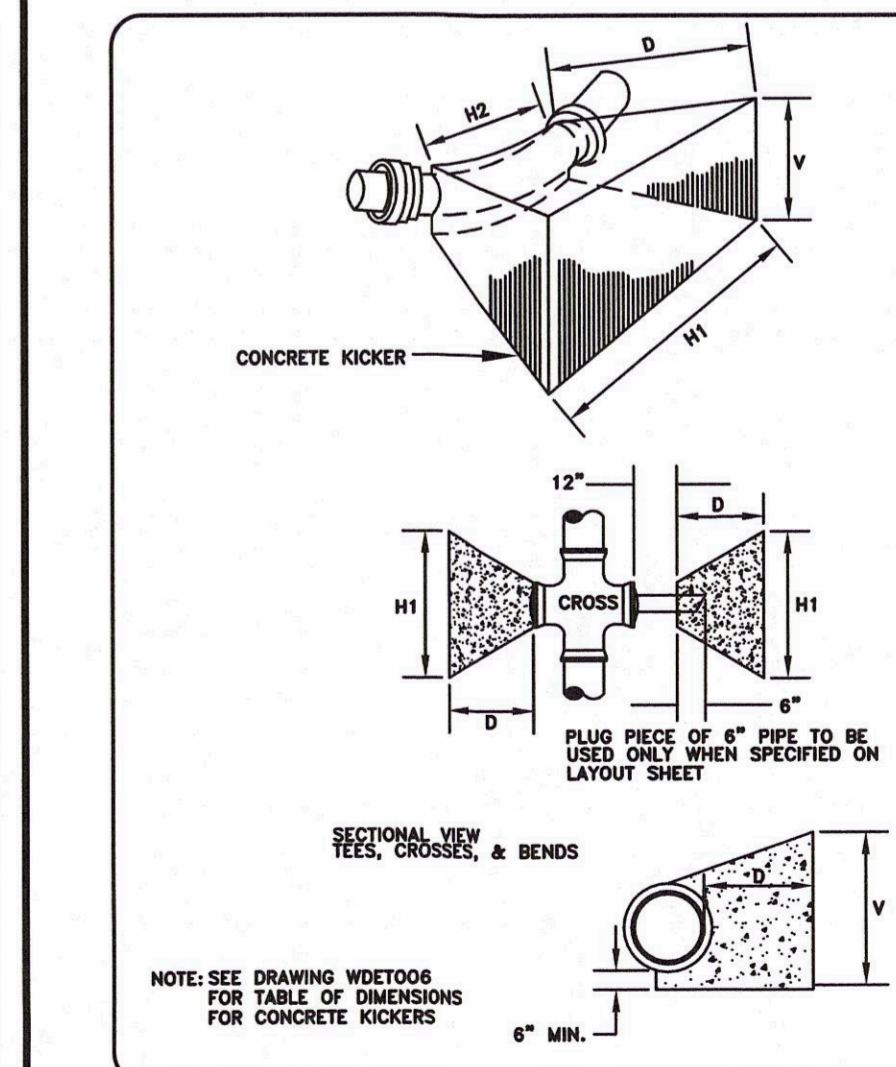 D
H2
V
H1
CONCRETE KICKER
12"
D
H1
CROSS
H1
D
6"
PLUG PIECE OF 6" PIPE TO BE
USED ONLY WHEN SPECIFIED ON
LAYOUT SHEET
SECTIONAL VIEW
TEES, CROSSES, & BENDS
D
V
NOTE: SEE DRAWING WDET006
FOR TABLE OF DIMENSIONS
FOR CONCRETE KICKERS
6" MIN.